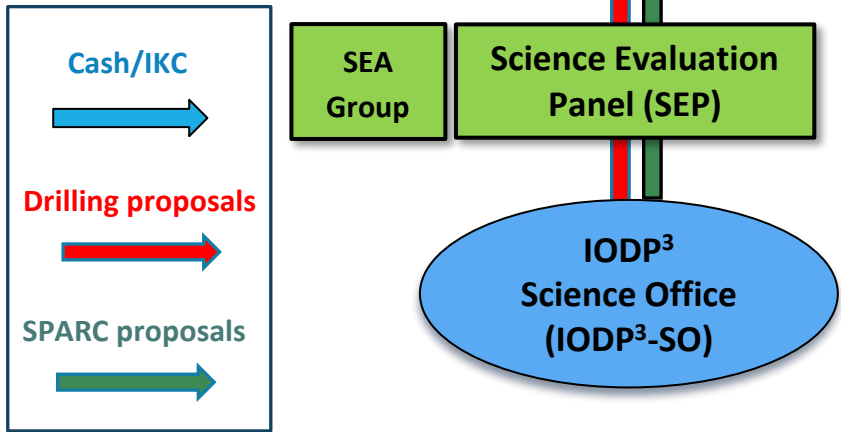 Cash/IKC
Drilling proposals
SPARC proposals
SEA
Group
Science Evaluation
Panel (SEP)
IODP³
Science Office
(IODP³-SO)